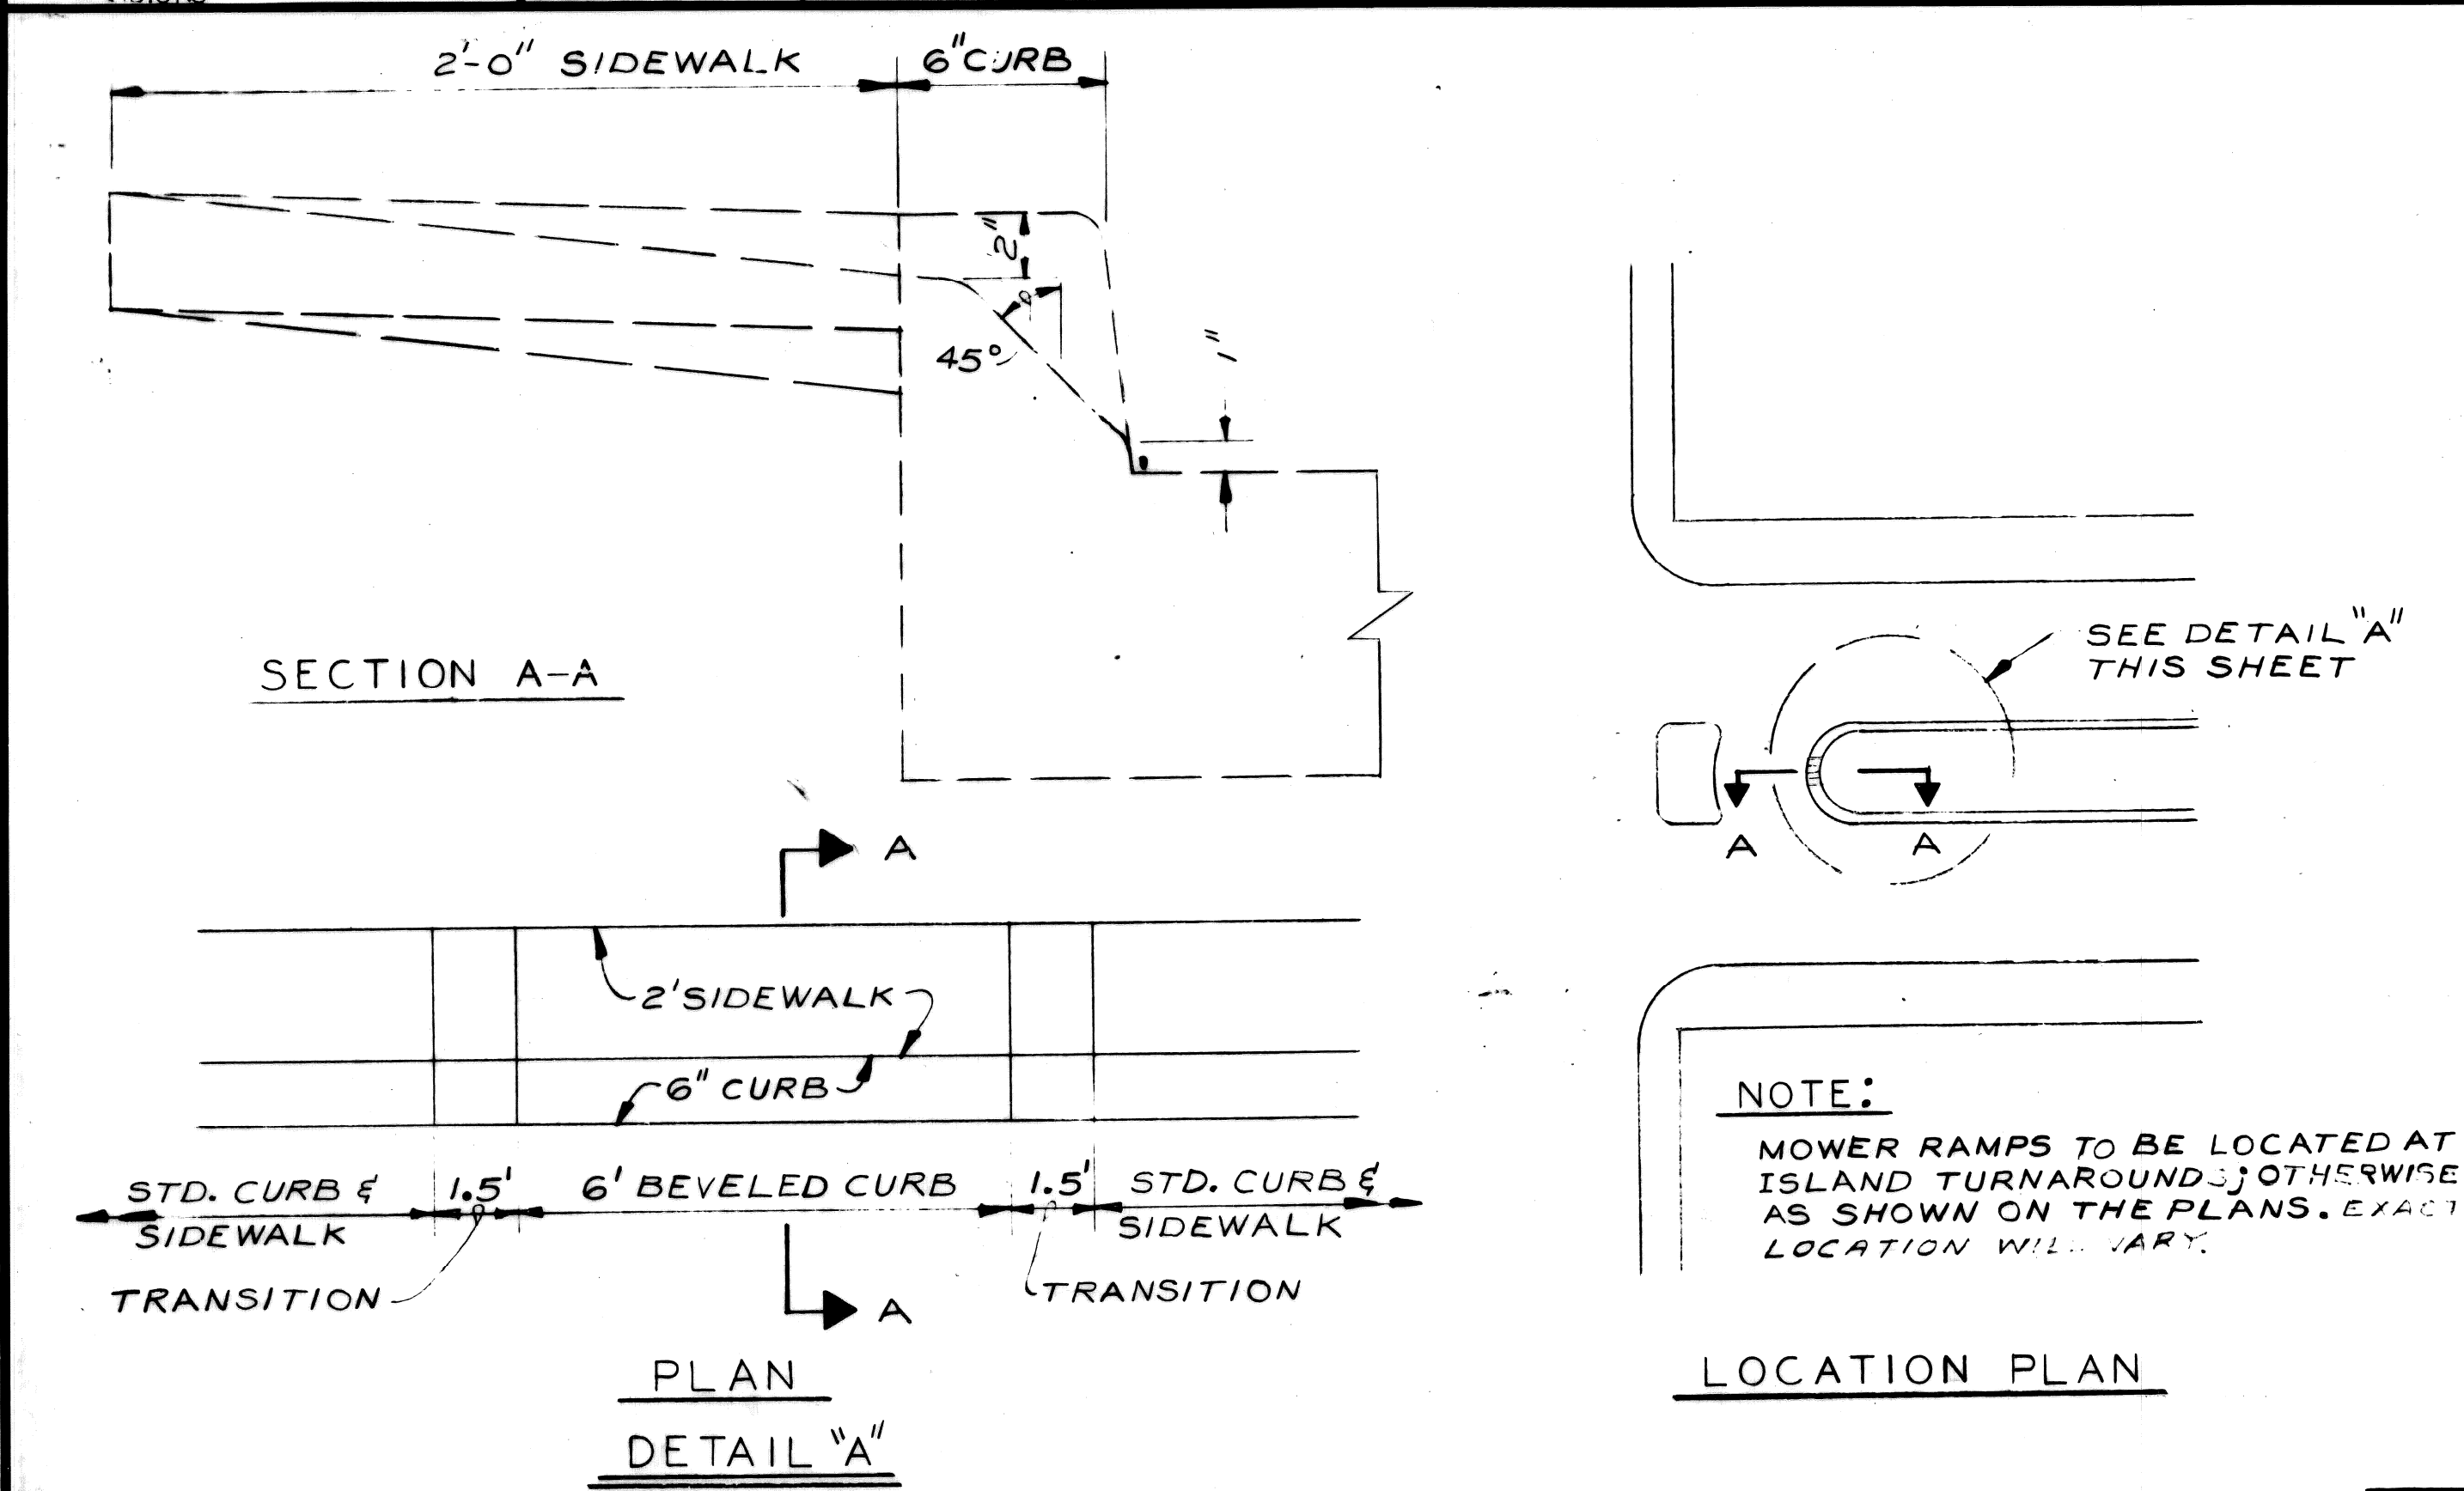 2'-0" SIDEWALK
6" CURB
2"
45°
1"
SECTION A-A
SEE DETAIL "A"
THIS SHEET
A
A
A
2' SIDEWALK
6" CURB
STD. CURB &
SIDEWALK
1.5'
6' BEVELED CURB
1.5'
STD. CURB &
SIDEWALK
TRANSITION
TRANSITION
A
PLAN
DETAIL "A"
NOTE:
MOWER RAMPS TO BE LOCATED AT
ISLAND TURNAROUNDS; OTHERWISE
AS SHOWN ON THE PLANS. EXACT
LOCATION WILL VARY.
LOCATION PLAN